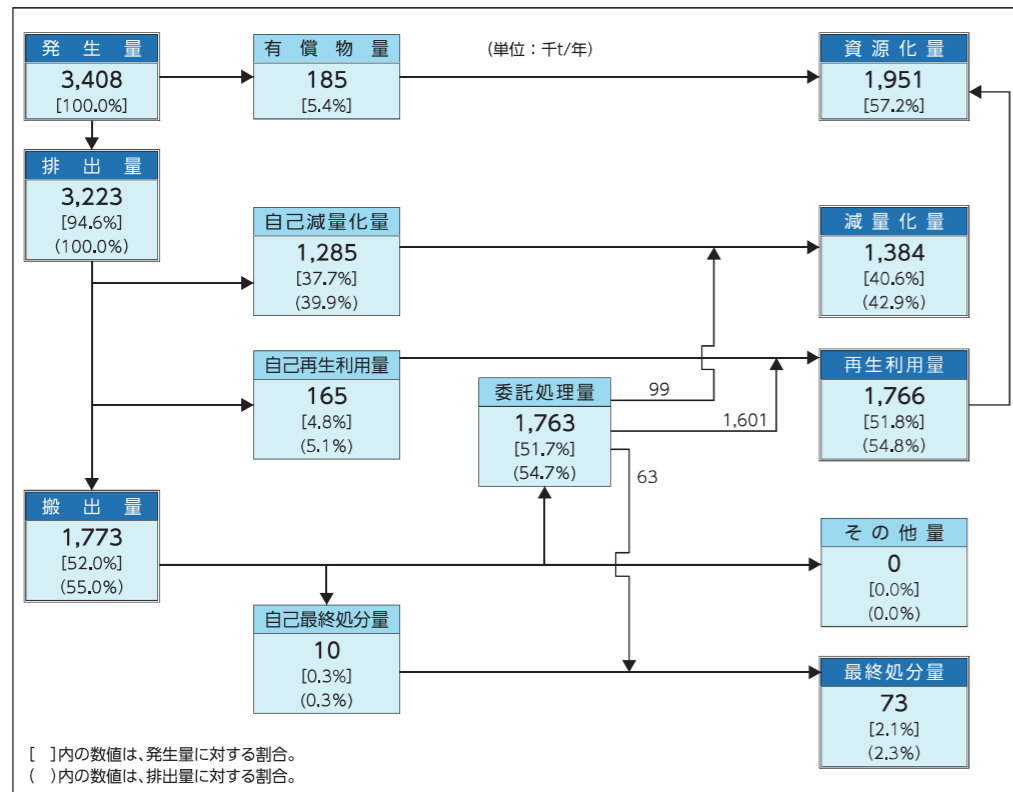 発生量
3,408
[100.0%]
有償物量
185
[5.4%]
(単位：千t/年)
資源化量
1,951
[57.2%]
排出量
3,223
[94.6%]
(100.0%)
自己減量化量
1,285
[37.7%]
(39.9%)
減量化量
1,384
[40.6%]
(42.9%)
自己再生利用量
165
[4.8%]
(5.1%)
委託処理量
1,763
[51.7%]
(54.7%)
99
1,601
63
再生利用量
1,766
[51.8%]
(54.8%)
搬出量
1,773
[52.0%]
(55.0%)
その他量
0
[0.0%]
(0.0%)
自己最終処分量
10
[0.3%]
(0.3%)
最終処分量
73
[2.1%]
(2.3%)
[　]内の数値は、発生量に対する割合。
(　)内の数値は、排出量に対する割合。